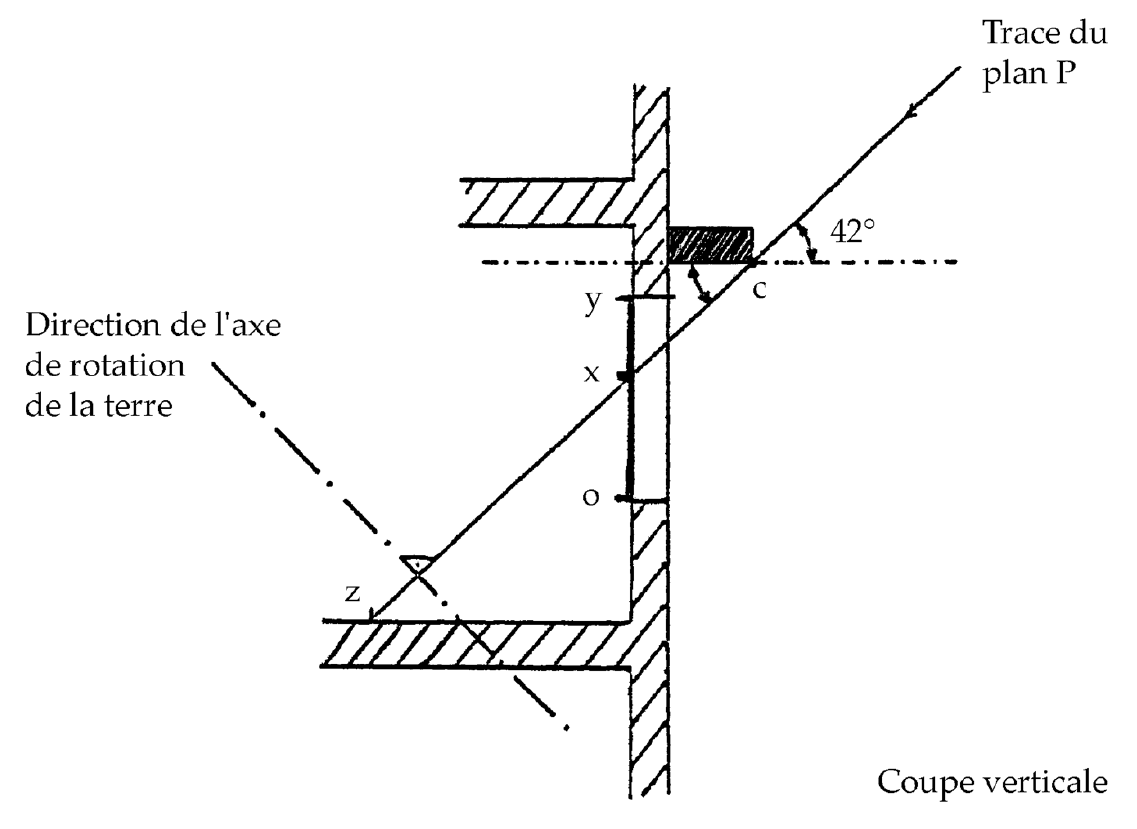 Trace du
plan P
42°
c
y
Direction de l'axe
de rotation
de la terre
x
o
z
Coupe verticale